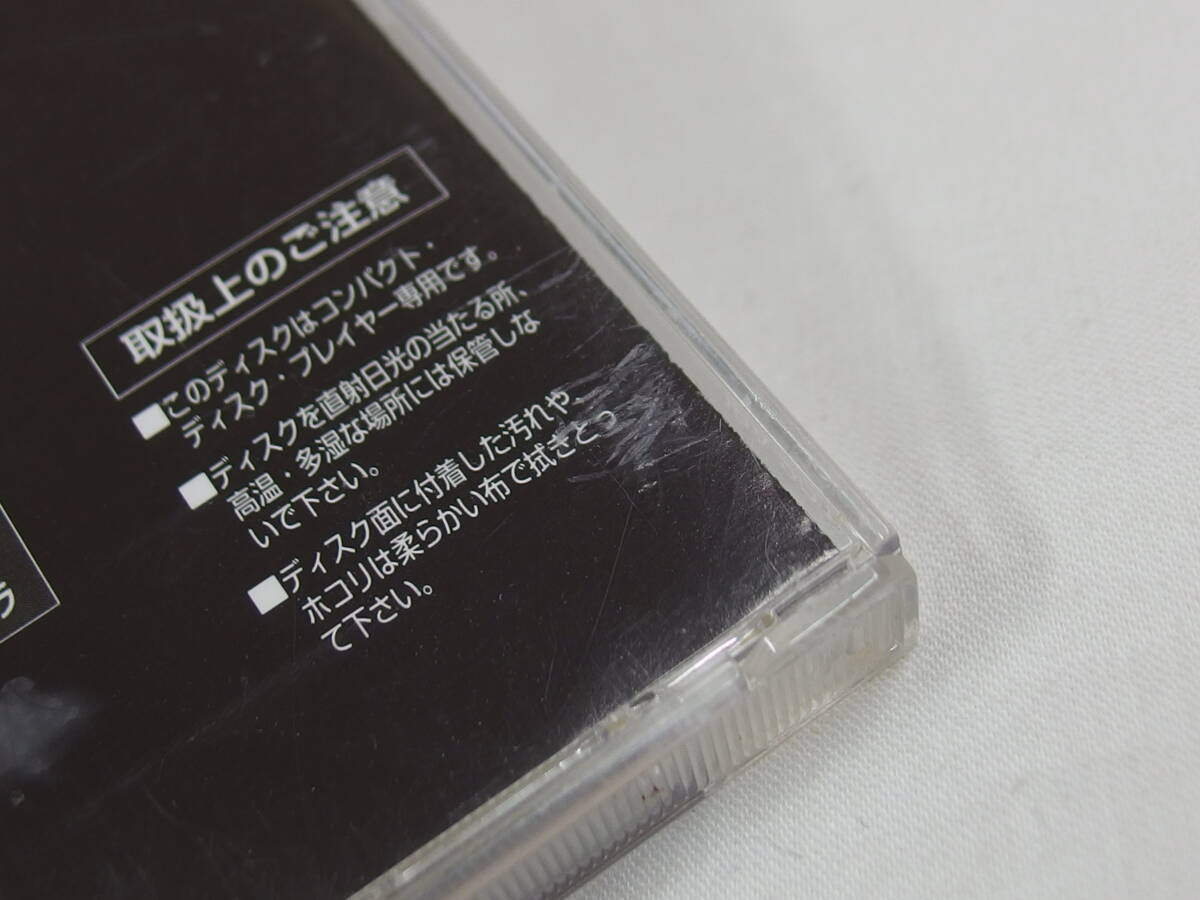 取扱上のご注意
■このディスクはコンパクト・
ディスク・プレイヤー専用です。
■ディスクを直射日光の当たる所、
高温・多湿な場所には保管しな
いで下さい。
■ディスク面に付着した汚れや、
ホコリは柔らかい布で拭きとっ
て下さい。